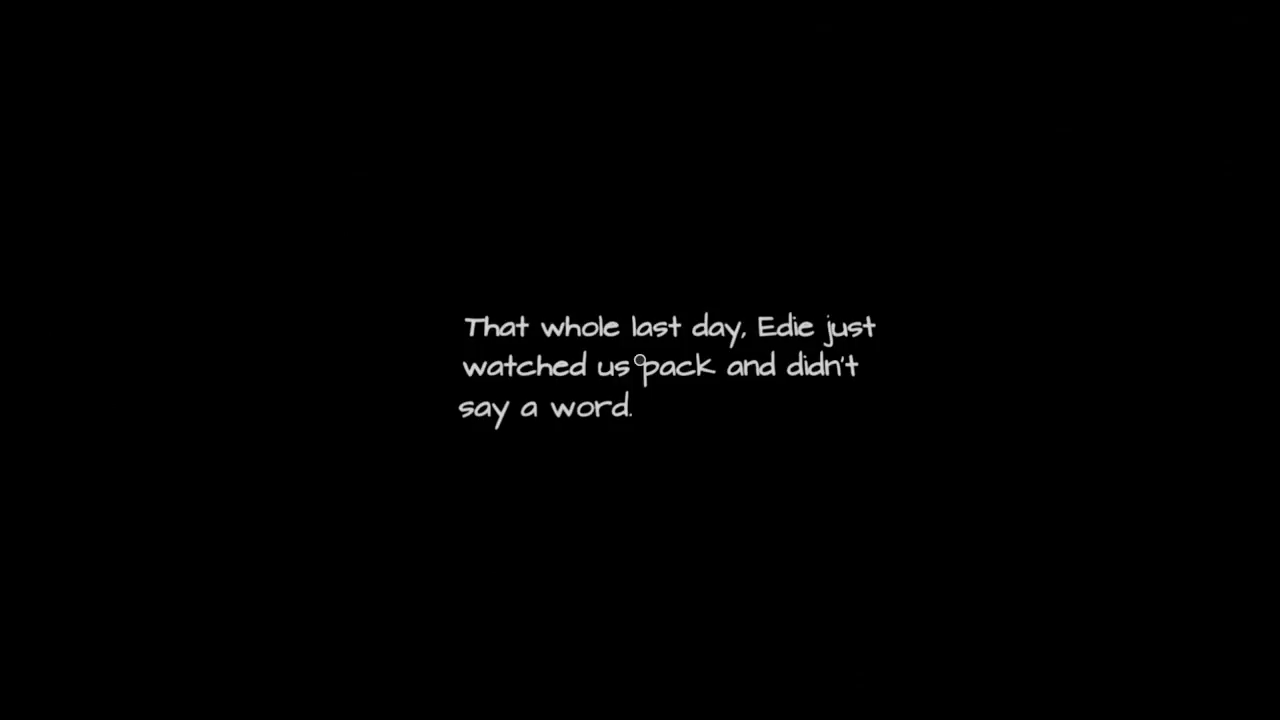 That whole last day, Edie just
watched us pack and didn't
say a word.